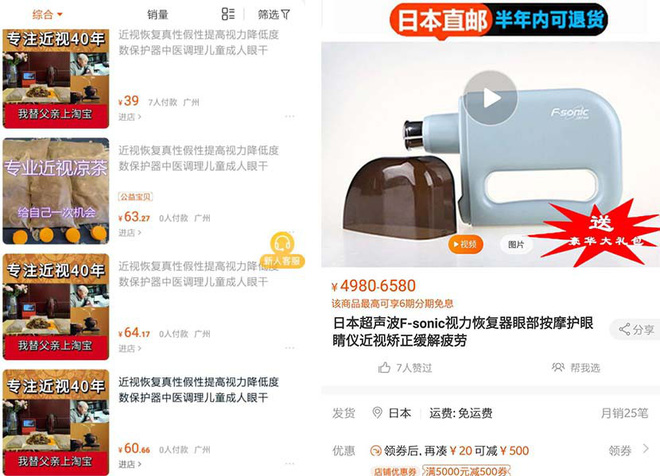 综合
销量
筛选
专注近视40年
我替父亲上淘宝
近视恢复真性假性提高视力降低度
数保护器中医调理儿童成人眼干
¥39 7人付款 广州
进店>
专业近视凉茶
给自己一次机会
近视恢复真性假性提高视力降低度
数保护器中医调理儿童成人眼干
公益宝贝
¥63.27 0人付款 广州
进店>
新人客服
专注近视40年
我替父亲上淘宝
近视恢复真性假性提高视力降低度
数保护器中医调理儿童成人眼干
¥64.17 0人付款 广州
进店>
专注近视40年
我替父亲上淘宝
近视恢复真性假性提高视力降低度
数保护器中医调理儿童成人眼干
¥60.66 0人付款 广州
进店>
日本直邮 半年内可退货
F-sonic
送
豪华大礼包
视频
图片
¥4980-6580
该商品最高可享6期分期免息
日本超声波F-sonic视力恢复器眼部按摩护眼
睛仪近视矫正缓解疲劳
分享
7人赞过
帮我选
发货 日本 运费: 免运费 月销25笔
优惠 领券后,再凑¥20可减¥500 领券
店铺优惠券 满5000元减500券